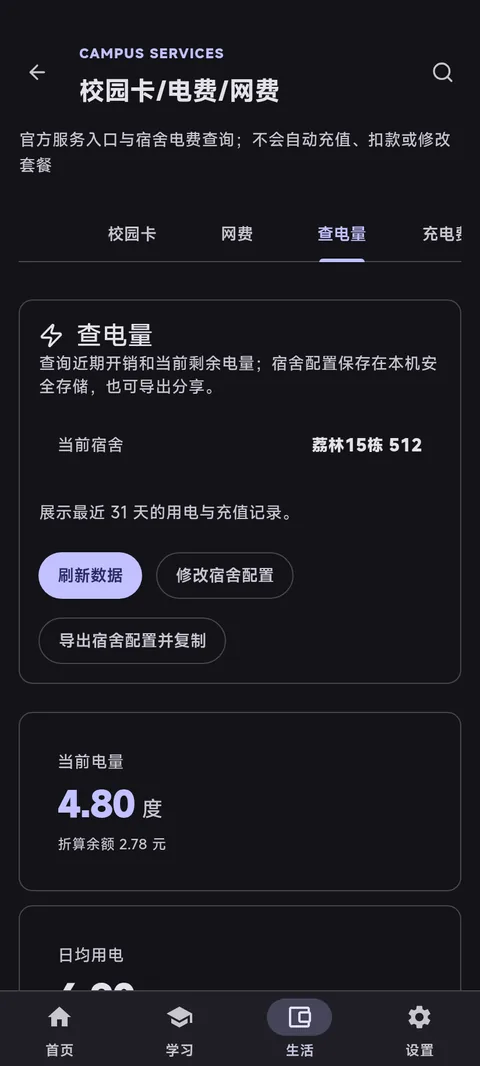 CAMPUS SERVICES
校园卡/电费/网费
官方服务入口与宿舍电费查询；不会自动充值、扣款或修改
套餐
校园卡
网费
查电量
充电费
查电量
查询近期开销和当前剩余电量；宿舍配置保存在本机安
全存储，也可导出分享。
当前宿舍
荔林15栋 512
展示最近 31 天的用电与充值记录。
刷新数据
修改宿舍配置
导出宿舍配置并复制
当前电量
4.80 度
折算余额 2.78 元
日均用电
首页
学习
生活
设置